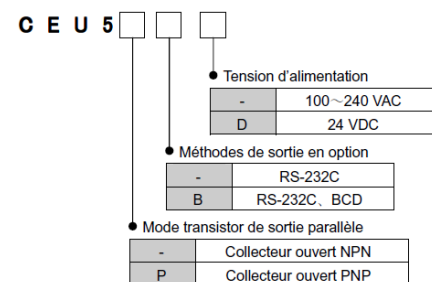 C E U 5
Tension d'alimentation
- 100～240 VAC
D 24 VDC
Méthodes de sortie en option
- RS-232C
B RS-232C、BCD
Mode transistor de sortie parallèle
- Collecteur ouvert NPN
P Collecteur ouvert PNP